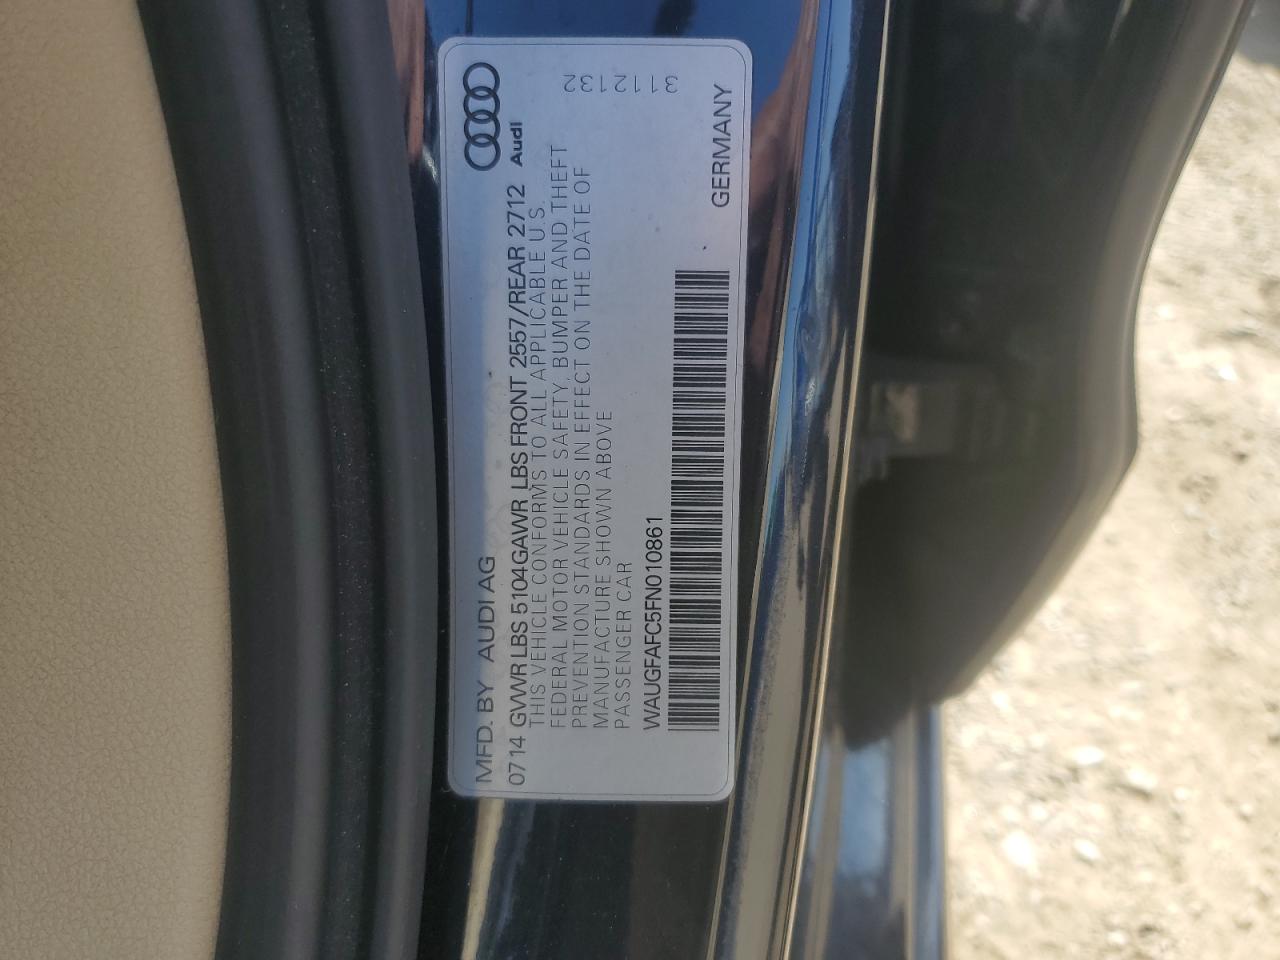 MFD. BY AUDI AG
Audi
0714 GVWR LBS 5104GAWR LBS FRONT 2557/REAR 2712
THIS VEHICLE CONFORMS TO ALL APPLICABLE U.S.
FEDERAL MOTOR VEHICLE SAFETY, BUMPER AND THEFT
PREVENTION STANDARDS IN EFFECT ON THE DATE OF
MANUFACTURE SHOWN ABOVE
PASSENGER CAR
3112132
WAUGFAFC5FN010861
GERMANY